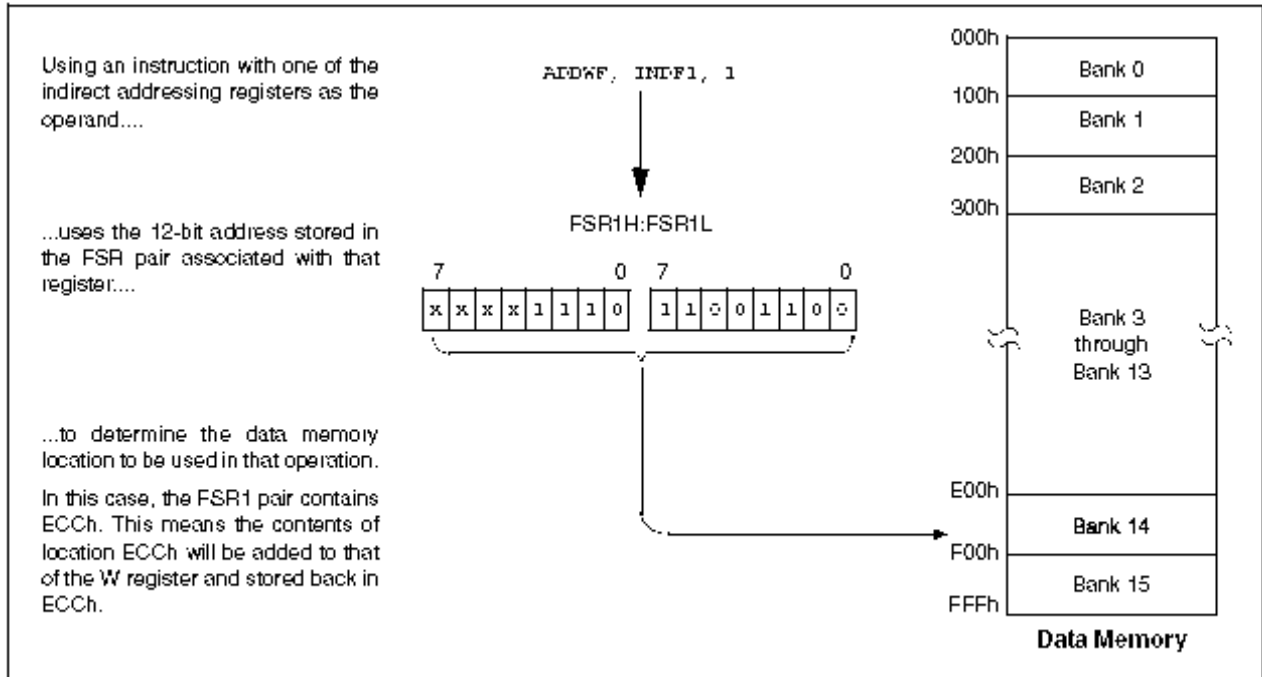 Using an instruction with one of the
indirect addressing registers as the
operand....
ADDWF, INDF1, 1
...uses the 12-bit address stored in
the FSR pair associated with that
register....
FSR1H:FSR1L
7 0 7 0
x x x x 1 1 1 0 1 1 0 0 1 1 0 0
...to determine the data memory
location to be used in that operation.
In this case, the FSR1 pair contains
ECCh. This means the contents of
location ECCh will be added to that
of the W register and stored back in
ECCh.
000h
Bank 0
100h
Bank 1
200h
Bank 2
300h
Bank 3
through
Bank 13
E00h
Bank 14
F00h
Bank 15
FFFh
Data Memory